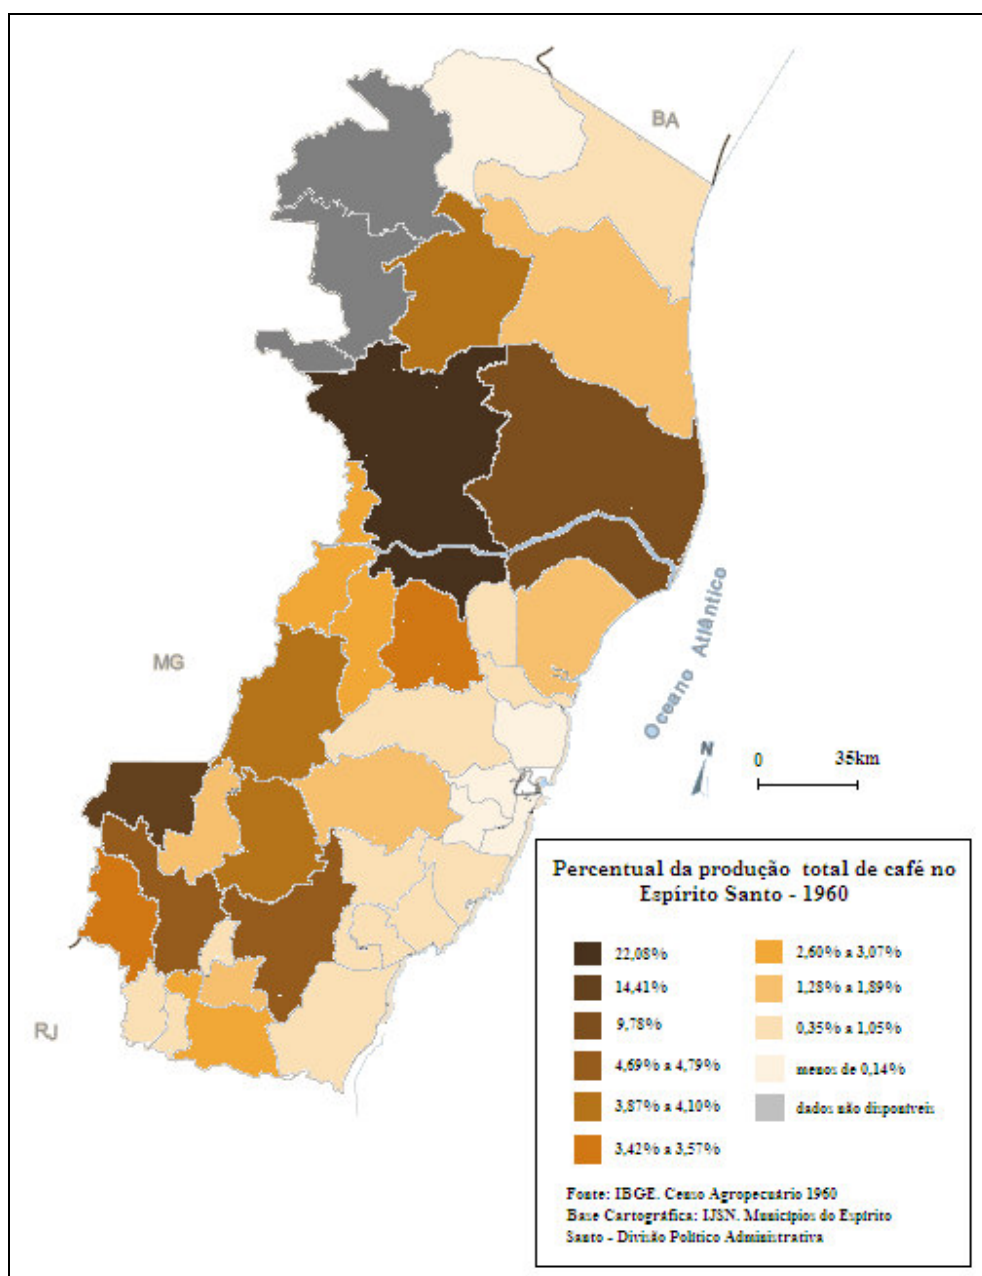 BA
MG
Oceano Atlântico
N
0 35km
RJ
Percentual da produção total de café no
Espírito Santo - 1960
22,08%
14,41%
9,78%
4,69% a 4,79%
3,87% a 4,10%
3,42% a 3,57%
2,60% a 3,07%
1,28% a 1,89%
0,35% a 1,05%
menos de 0,14%
dados não disponíveis
Fonte: IBGE. Censo Agropecuário 1960
Base Cartográfica: IJSN. Municípios do Espírito
Santo - Divisão Político Administrativa